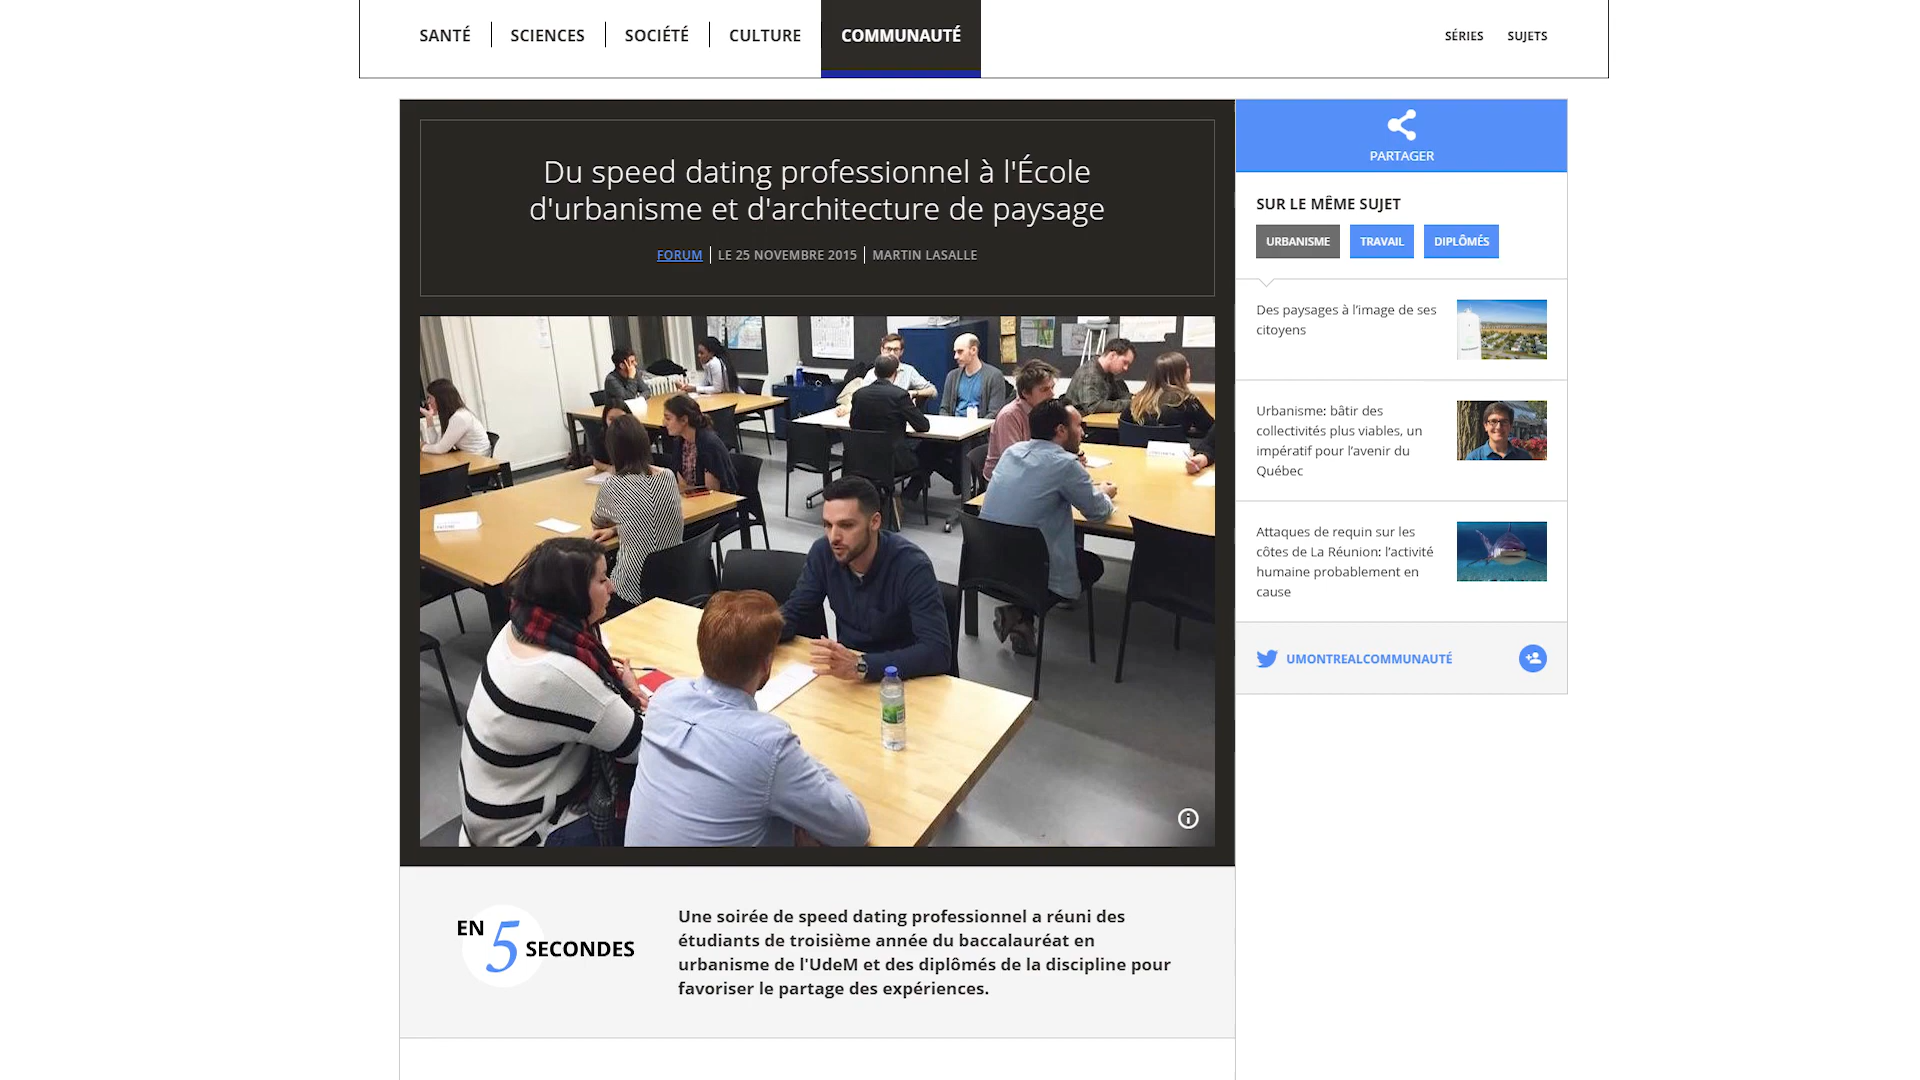 SANTÉ
SCIENCES
SOCIÉTÉ
CULTURE
COMMUNAUTÉ
SÉRIES
SUJETS
Du speed dating professionnel à l'École
d'urbanisme et d'architecture de paysage
FORUM
LE 25 NOVEMBRE 2015
MARTIN LASALLE
EN 5 SECONDES
Une soirée de speed dating professionnel a réuni des
étudiants de troisième année du baccalauréat en
urbanisme de l'UdeM et des diplômés de la discipline pour
favoriser le partage des expériences.
PARTAGER
SUR LE MÊME SUJET
URBANISME
TRAVAIL
DIPLÔMÉS
Des paysages à l’image de ses
citoyens
Urbanisme: bâtir des
collectivités plus viables, un
impératif pour l’avenir du
Québec
Attaques de requin sur les
côtes de La Réunion: l’activité
humaine probablement en
cause
UMONTREALCOMMUNAUTÉ